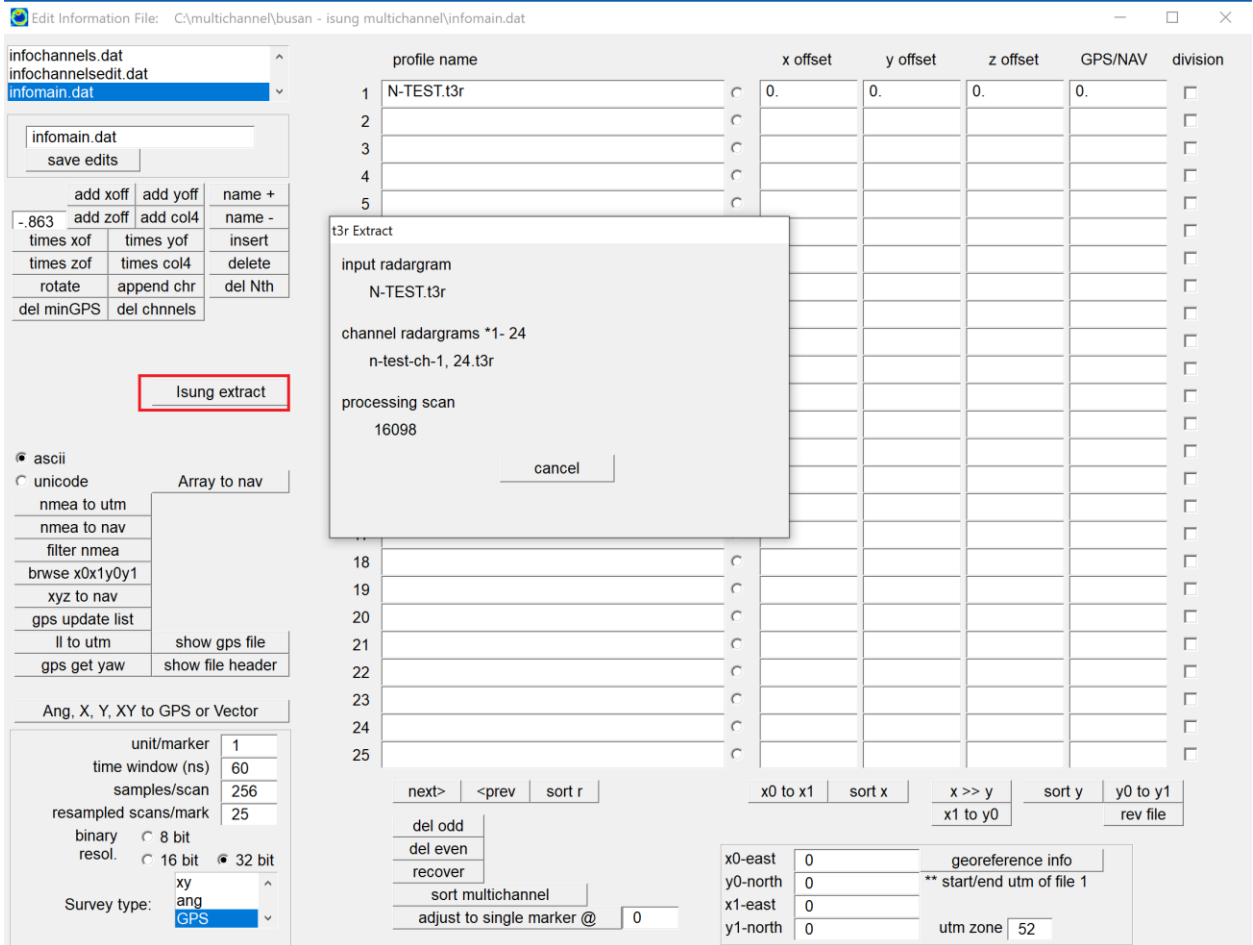 Edit Information File: C:\multichannel\busan - isung multichannel\infomain.dat
infochannels.dat
infochannelsedit.dat
infomain.dat
infomain.dat
save edits
add xoff add yoff name +
-.863 add zoff add col4 name -
times xof times yof insert
times zof times col4 delete
rotate append chr del Nth
del minGPS del chnnels
Isung extract
ascii
unicode Array to nav
nmea to utm
nmea to nav
filter nmea
brwse x0x1y0y1
xyz to nav
gps update list
ll to utm show gps file
gps get yaw show file header
Ang, X, Y, XY to GPS or Vector
unit/marker 1
time window (ns) 60
samples/scan 256
resampled scans/mark 25
binary 8 bit
resol. 16 bit 32 bit
Survey type: xy
ang
GPS
profile name x offset y offset z offset GPS/NAV division
1 N-TEST.t3r 0. 0. 0. 0.
2
3
4
5
t3r Extract
input radargram
N-TEST.t3r
channel radargrams *1- 24
n-test-ch-1, 24.t3r
processing scan
16098
cancel
18
19
20
21
22
23
24
25
next> <prev sort r x0 to x1 sort x x >> y sort y y0 to y1
x1 to y0 rev file
del odd
del even
recover
sort multichannel
adjust to single marker @ 0
x0-east 0 georeference info
y0-north 0 ** start/end utm of file 1
x1-east 0
y1-north 0 utm zone 52